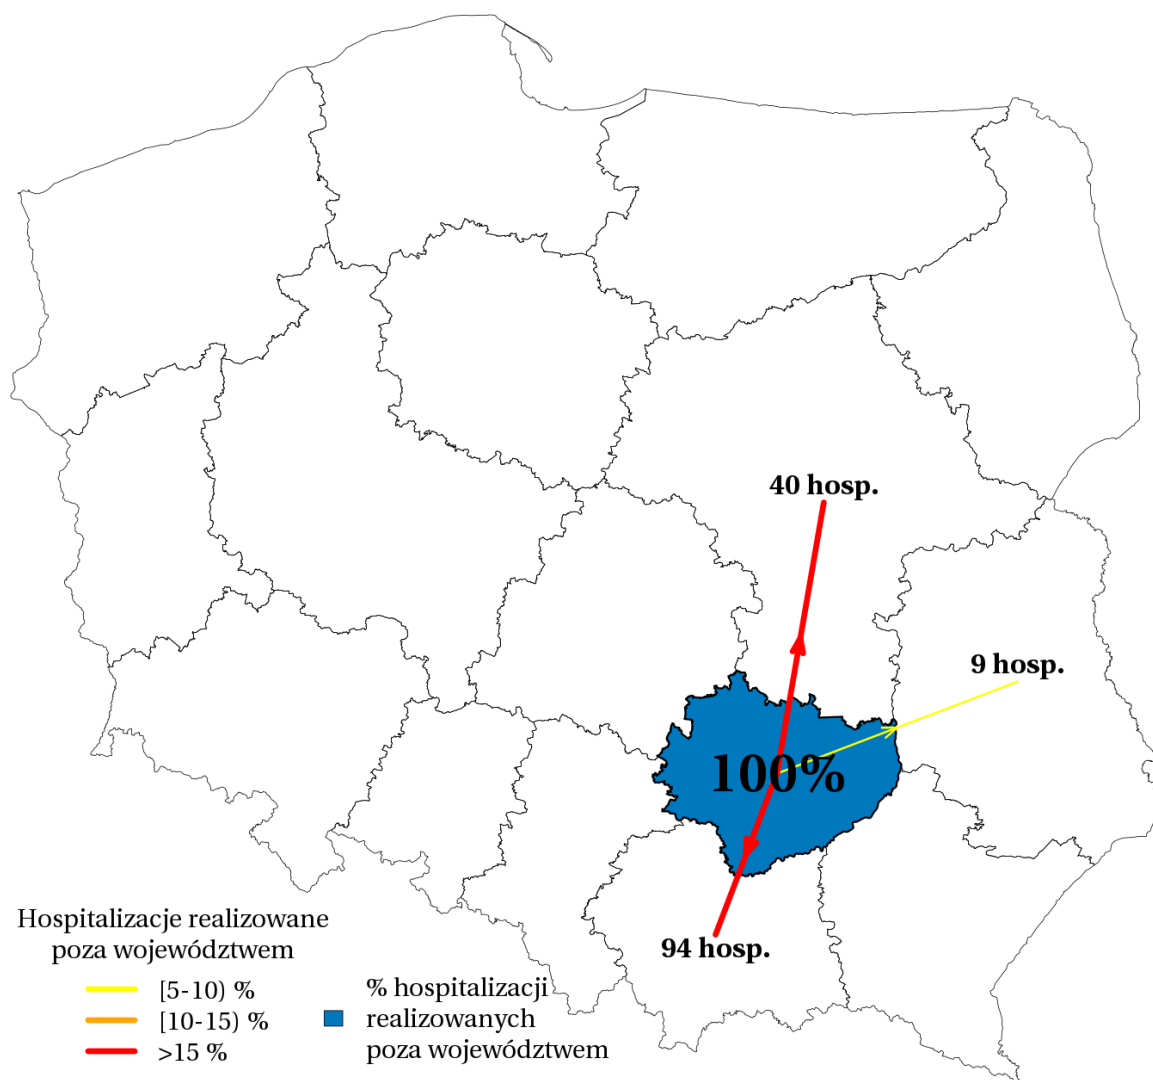 40 hosp.
9 hosp.
100%
94 hosp.
Hospitalizacje realizowane
poza województwem
[5-10) %
[10-15) %
>15 %
% hospitalizacji
realizowanych
poza województwem